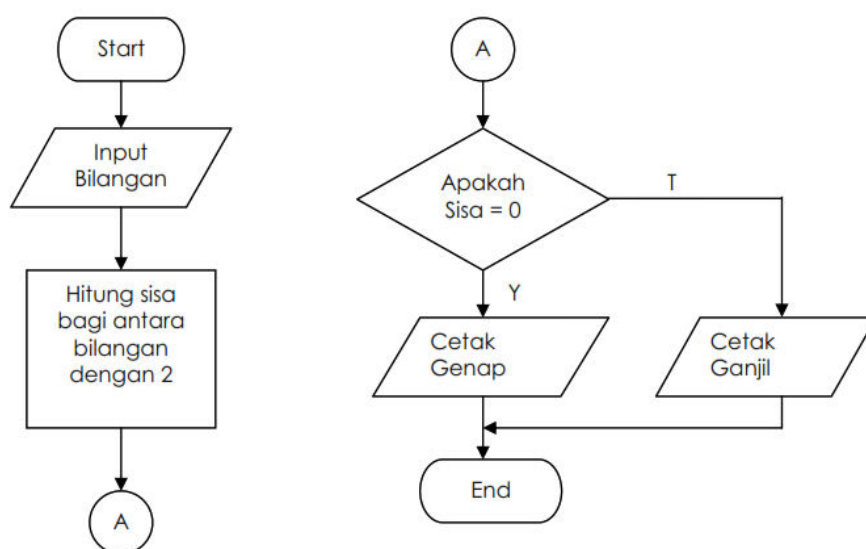 Start
Input
Bilangan
Hitung sisa
bagi antara
bilangan
dengan 2
A
A
Apakah
Sisa = 0
T
Y
Cetak
Genap
Cetak
Ganjil
End